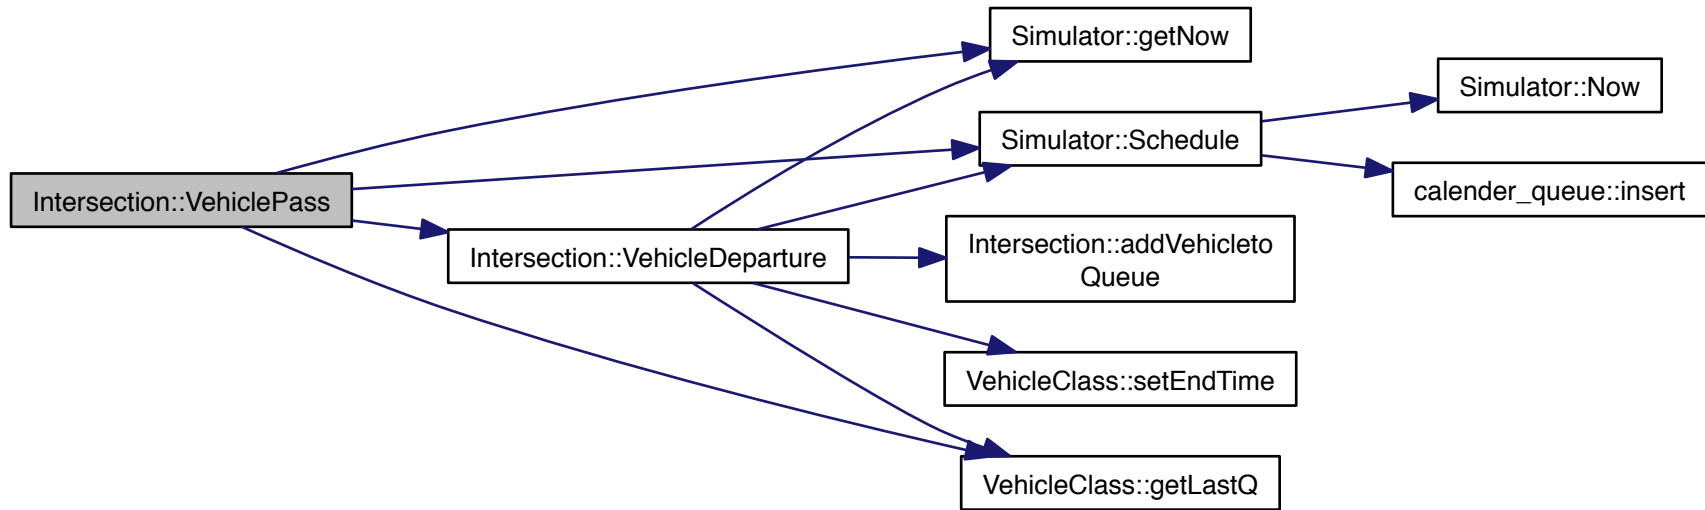 Simulator::getNow
Simulator::Now
Simulator::Schedule
calender_queue::insert
Intersection::VehiclePass
Intersection::VehicleDeparture
Intersection::addVehicleto
Queue
VehicleClass::setEndTime
VehicleClass::getLastQ